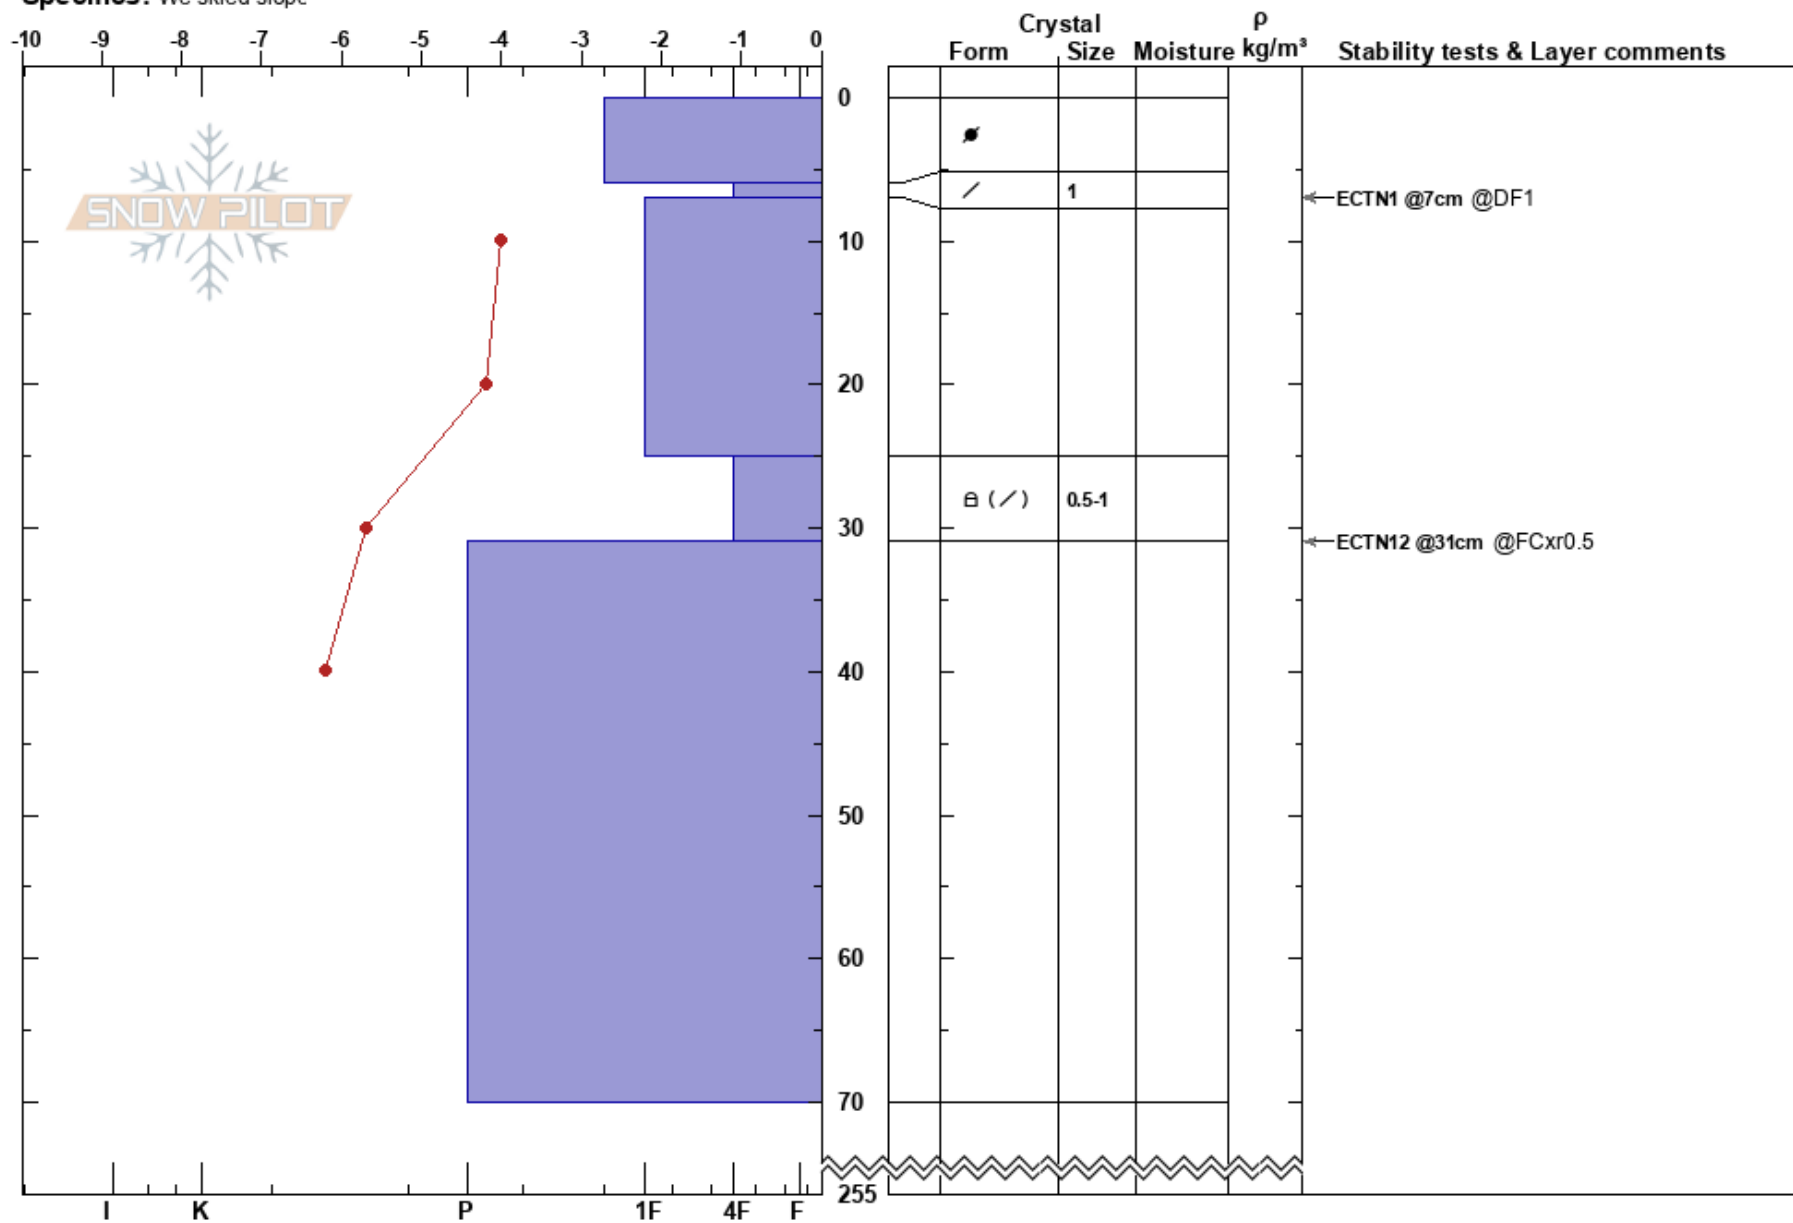 Specifics: We skied slope
Crystal ρ
-10 -9 -8 -7 -6 -5 -4 -3 -2 -1 0
Form Size Moisture kg/m³ Stability tests & Layer comments
0
SNOW PILOT
1
ECTN1 @7cm @DF1
10
20
(/) 0.5-1
30
ECTN12 @31cm @FCxr0.5
40
50
60
70
255
I K P 1F 4F F